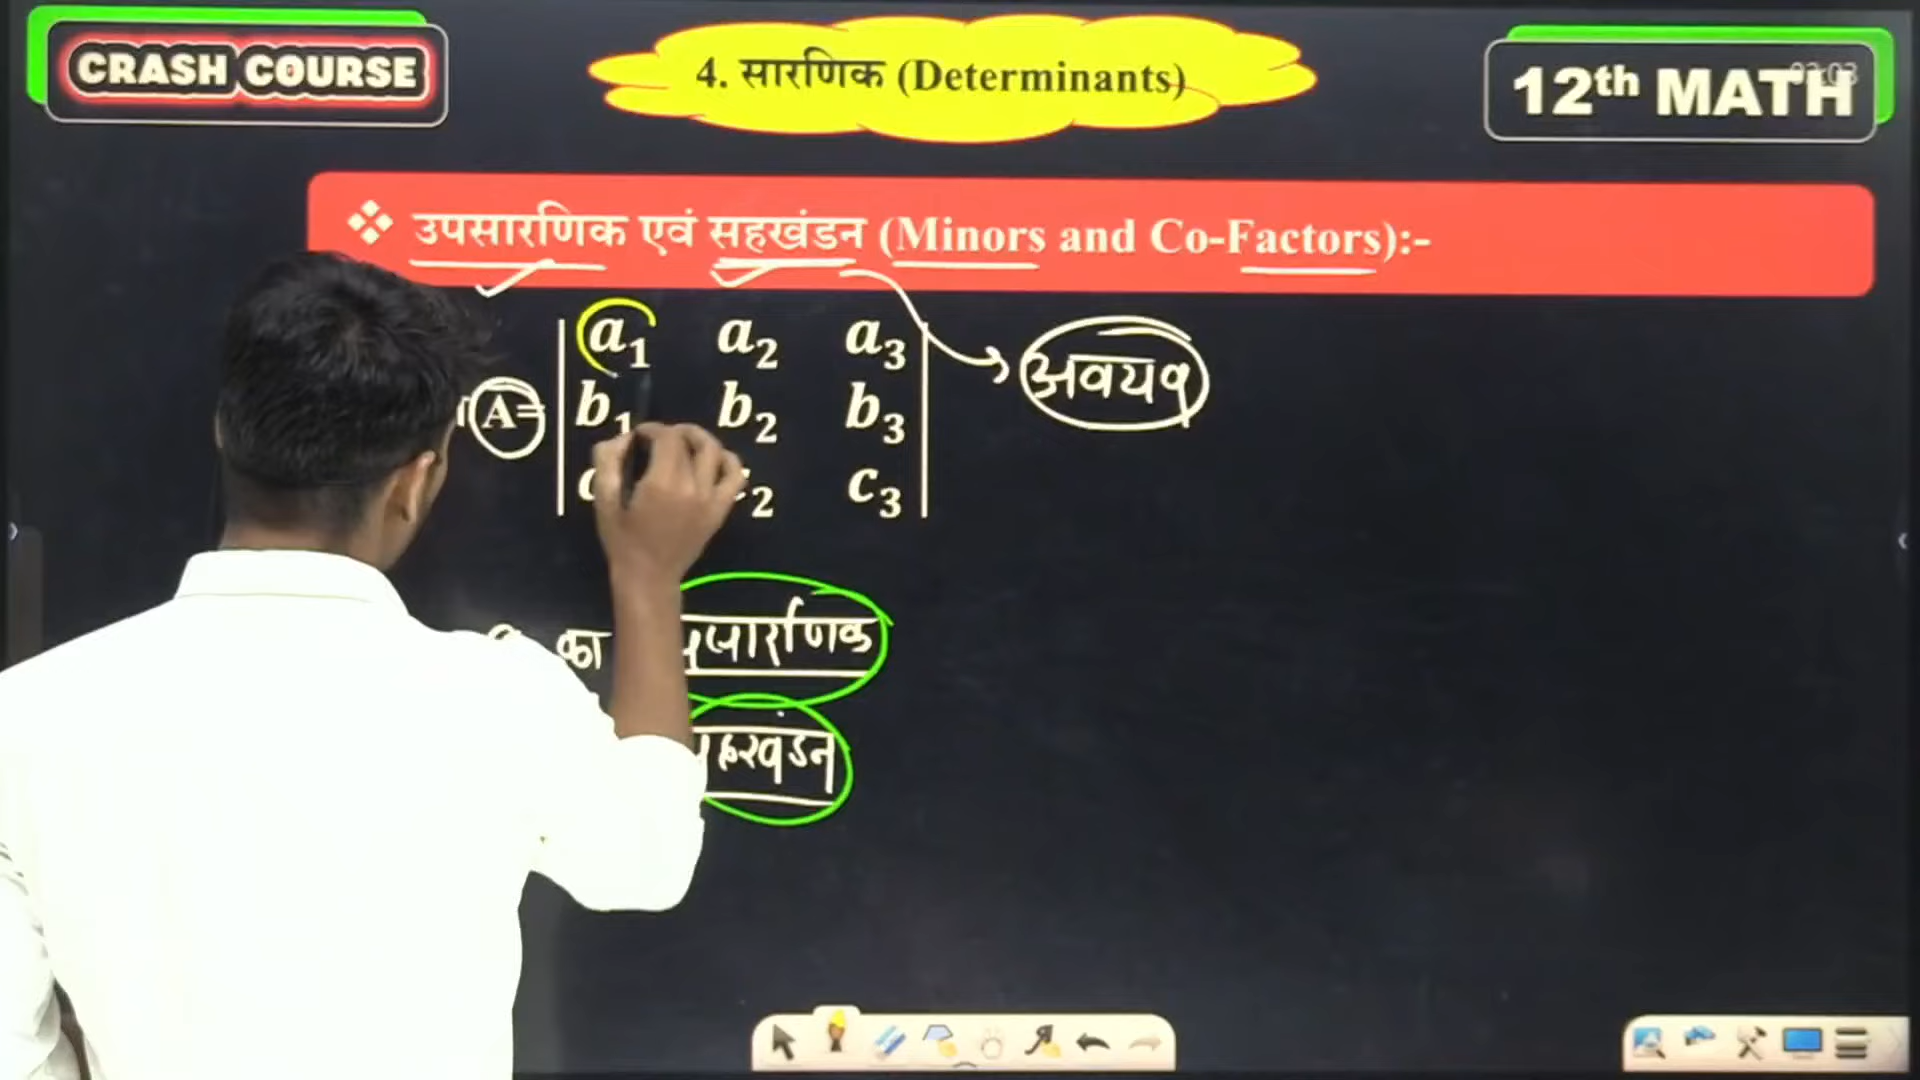 CRASH COURSE
4. सारणिक (Determinants)
12th MATH
❖ उपसारणिक एवं सहखंडन (Minors and Co-Factors):-
a1 a2 a3
A= b1 b2 b3
2 c3
अवयव
का